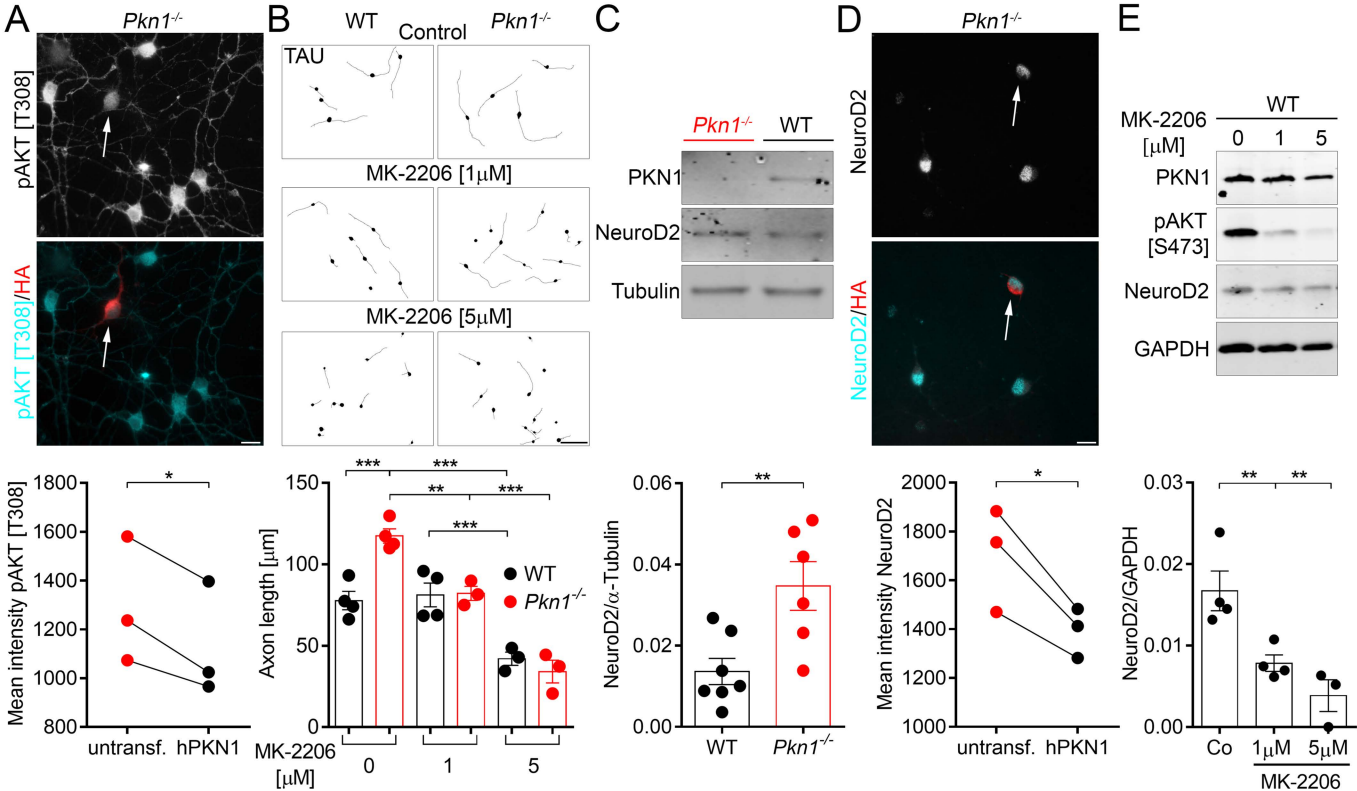 A
Pkn1-/-
pAKT [T308]
pAKT [T308]/HA
Mean intensity pAKT [T308]
1800
1600
1400
1200
1000
800
*
untransf. hPKN1
B
WT Pkn1-/-
Control
TAU
MK-2206 [1μM]
MK-2206 [5μM]
Axon length [μm]
150
100
50
0
*** ***
** ***
***
WT
Pkn1-/-
MK-2206
[μM]
0 1 5
C
Pkn1-/- WT
PKN1
NeuroD2
Tubulin
NeuroD2/α-Tubulin
0.06
0.04
0.02
0.00
**
WT Pkn1-/-
D
Pkn1-/-
NeuroD2
NeuroD2/HA
Mean intensity NeuroD2
2000
1800
1600
1400
1200
1000
*
untransf. hPKN1
E
WT
MK-2206
[μM]
0 1 5
PKN1
pAKT
[S473]
NeuroD2
GAPDH
NeuroD2/GAPDH
0.03
0.02
0.01
0.00
** **
Co 1μM 5μM
MK-2206